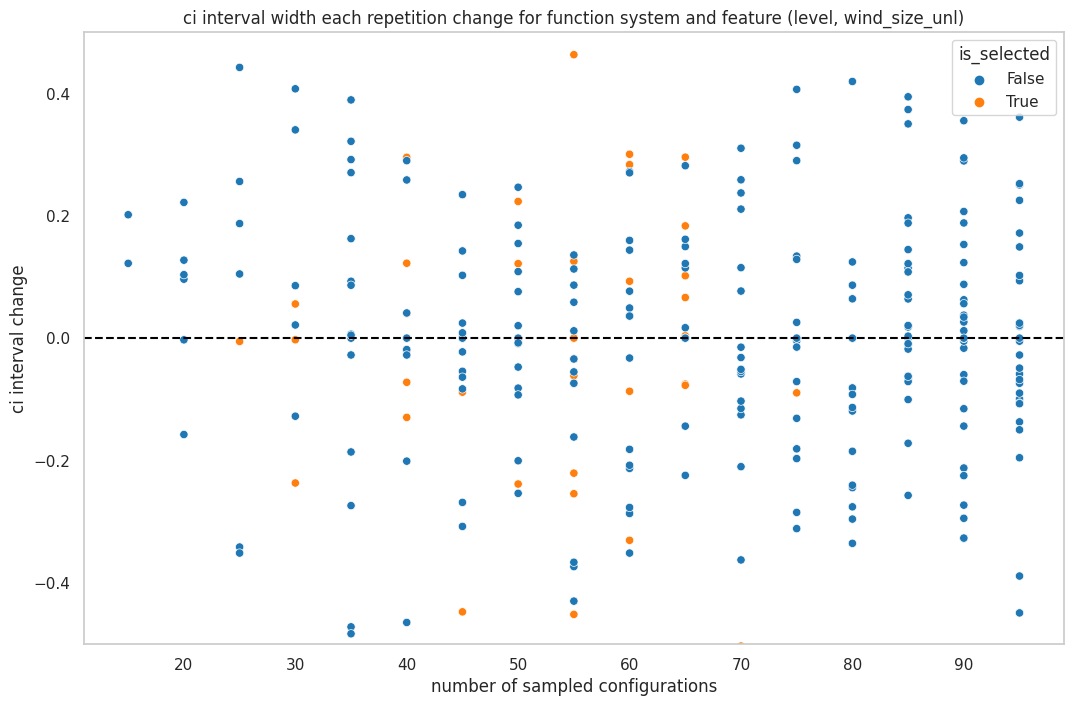 ci interval width each repetition change for function system and feature (level, wind_size_unl)
is_selected
False
True
ci interval change
0.4
0.2
0.0
−0.2
−0.4
20 30 40 50 60 70 80 90
number of sampled configurations